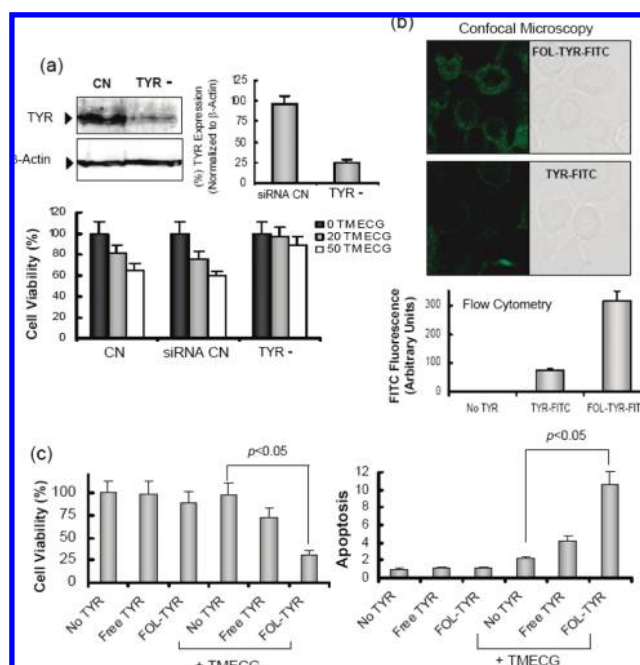 (a)
CN TYR -
TYR
β-Actin
(%) TYR Expression
(Normalized to β-Actin)
125
100
75
50
25
0
siRNA CN TYR -
Cell Viability (%)
120
100
80
60
40
20
0
0 TMECG
20 TMECG
50 TMECG
CN siRNA CN TYR -
(b)
Confocal Microscopy
FOL-TYR-FITC
TYR-FITC
Flow Cytometry
FITC Fluorescence
(Arbitrary Units)
300
200
100
0
No TYR TYR-FITC FOL-TYR-FIT
(c)
p<0.05
Cell Viability (%)
100
75
50
25
0
No TYR Free TYR FOL-TYR No TYR Free TYR FOL-TYR
+ TMECG
p<0.05
Apoptosis
12
10
8
6
4
2
0
No TYR Free TYR FOL-TYR No TYR Free TYR FOL-TYR
+ TMECG